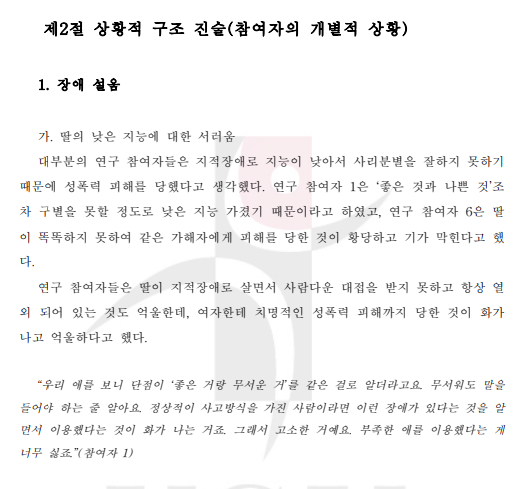 제2절 상황적 구조 진술(참여자의 개별적 상황)
1. 장애 설움
가. 딸의 낮은 지능에 대한 서러움
대부분의 연구 참여자들은 지적장애로 지능이 낮아서 사리분별을 잘하지 못하기
때문에 성폭력 피해를 당했다고 생각했다. 연구 참여자 1은 ‘좋은 것과 나쁜 것’조
차 구별을 못할 정도로 낮은 지능 가졌기 때문이라고 하였고, 연구 참여자 6은 딸
이 똑똑하지 못하여 같은 가해자에게 피해를 당한 것이 황당하고 기가 막힌다고 했
다.
연구 참여자들은 딸이 지적장애로 살면서 사람다운 대접을 받지 못하고 항상 열
외 되어 있는 것도 억울한데, 여자한테 치명적인 성폭력 피해까지 당한 것이 화가
나고 억울하다고 했다.
“우리 애를 보니 단점이 ‘좋은 거랑 무서운 거’를 같은 걸로 알더라고요. 무서워도 말을
들어야 하는 줄 알아요. 정상적이 사고방식을 가진 사람이라면 이런 장애가 있다는 것을 알
면서 이용했다는 것이 화가 나는 거죠. 그래서 고소한 거예요. 부족한 애를 이용했다는 게
너무 싫죠.”(참여자 1)